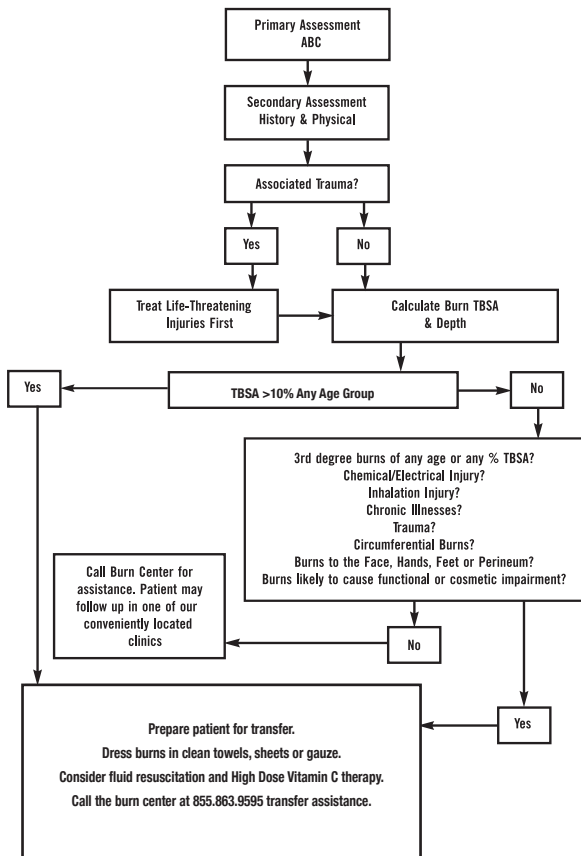 Primary Assessment
ABC
Secondary Assessment
History & Physical
Associated Trauma?
Yes
No
Treat Life-Threatening
Injuries First
Calculate Burn TBSA
& Depth
Yes
TBSA >10% Any Age Group
No
3rd degree burns of any age or any % TBSA?
Chemical/Electrical Injury?
Inhalation Injury?
Chronic Illnesses?
Trauma?
Circumferential Burns?
Burns to the Face, Hands, Feet or Perineum?
Burns likely to cause functional or cosmetic impairment?
Call Burn Center for
assistance. Patient may
follow up in one of our
conveniently located
clinics
No
Yes
Prepare patient for transfer.
Dress burns in clean towels, sheets or gauze.
Consider fluid resuscitation and High Dose Vitamin C therapy.
Call the burn center at 855.863.9595 transfer assistance.